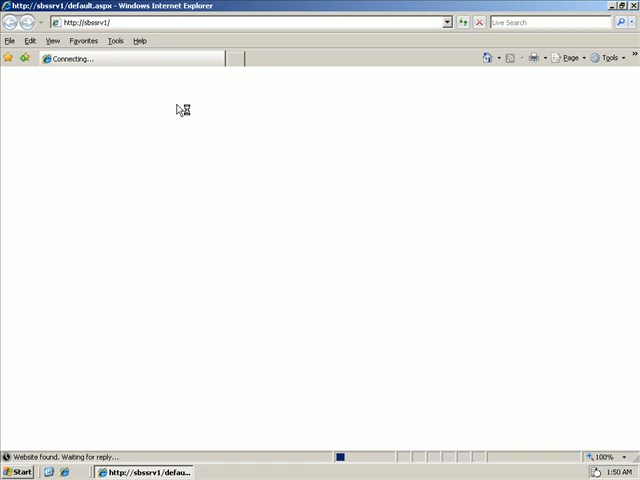 http://sbssrv1/default.aspx - Windows Internet Explorer
http://sbssrv1/
Live Search
File Edit View Favorites Tools Help
Connecting...
Page Tools »
Website found. Waiting for reply...
100%
Start
http://sbssrv1/defau...
1:50 AM